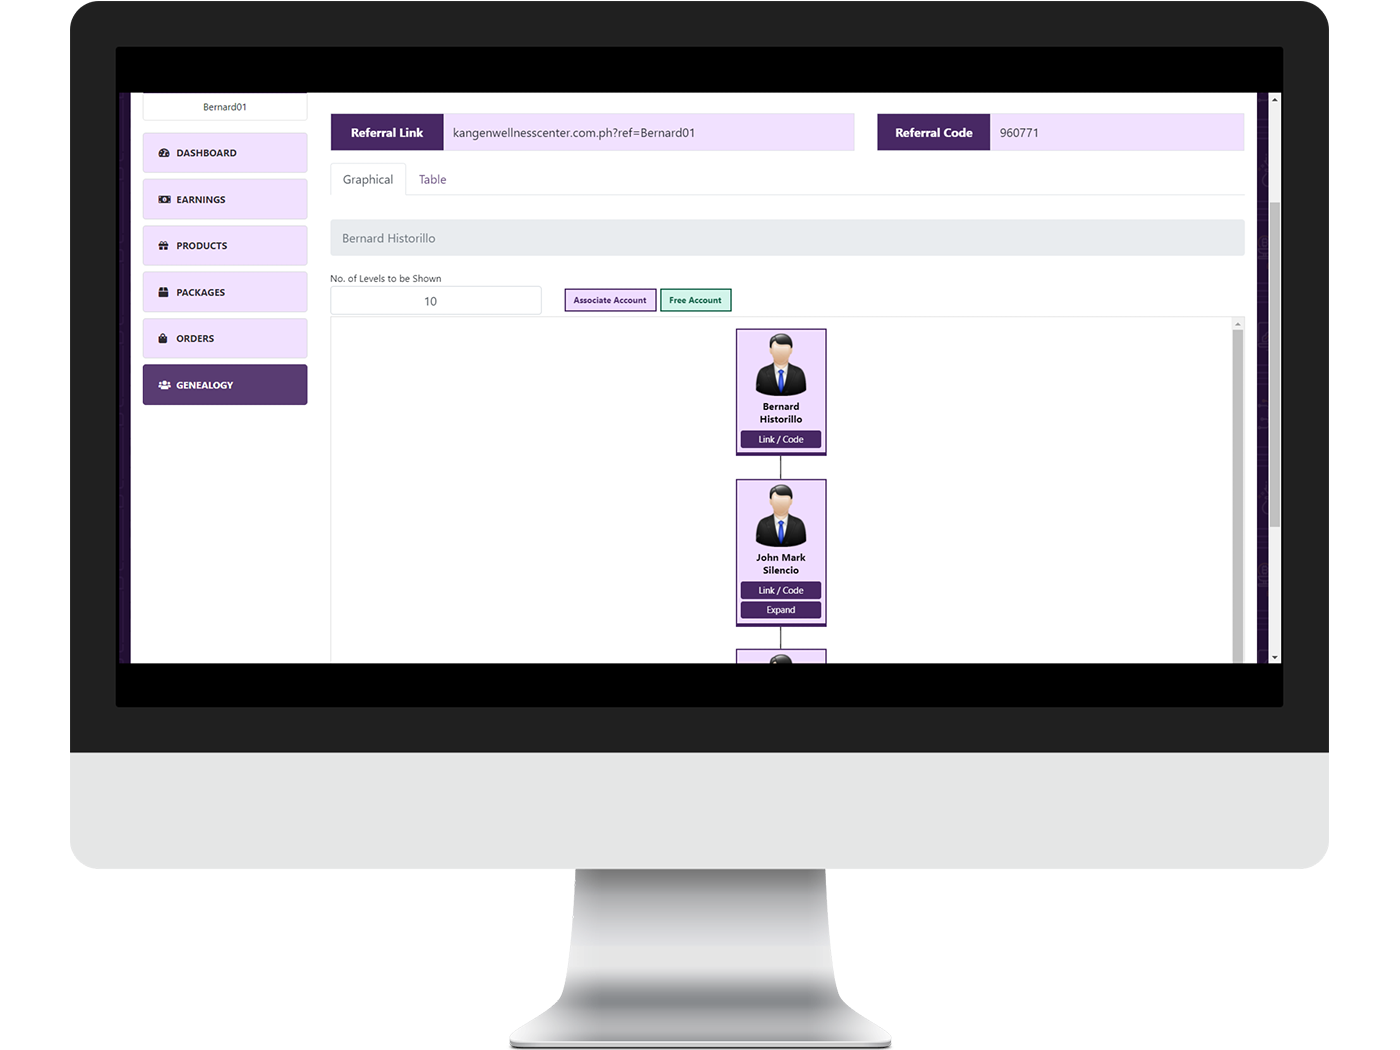 Bernard01
DASHBOARD
EARNINGS
PRODUCTS
PACKAGES
ORDERS
GENEALOGY
Referral Link kangenwellnesscenter.com.ph?ref=Bernard01
Referral Code 960771
Graphical Table
Bernard Historillo
No. of Levels to be Shown
10
Associate Account Free Account
Bernard
Historillo
Link / Code
John Mark
Silencio
Link / Code
Expand